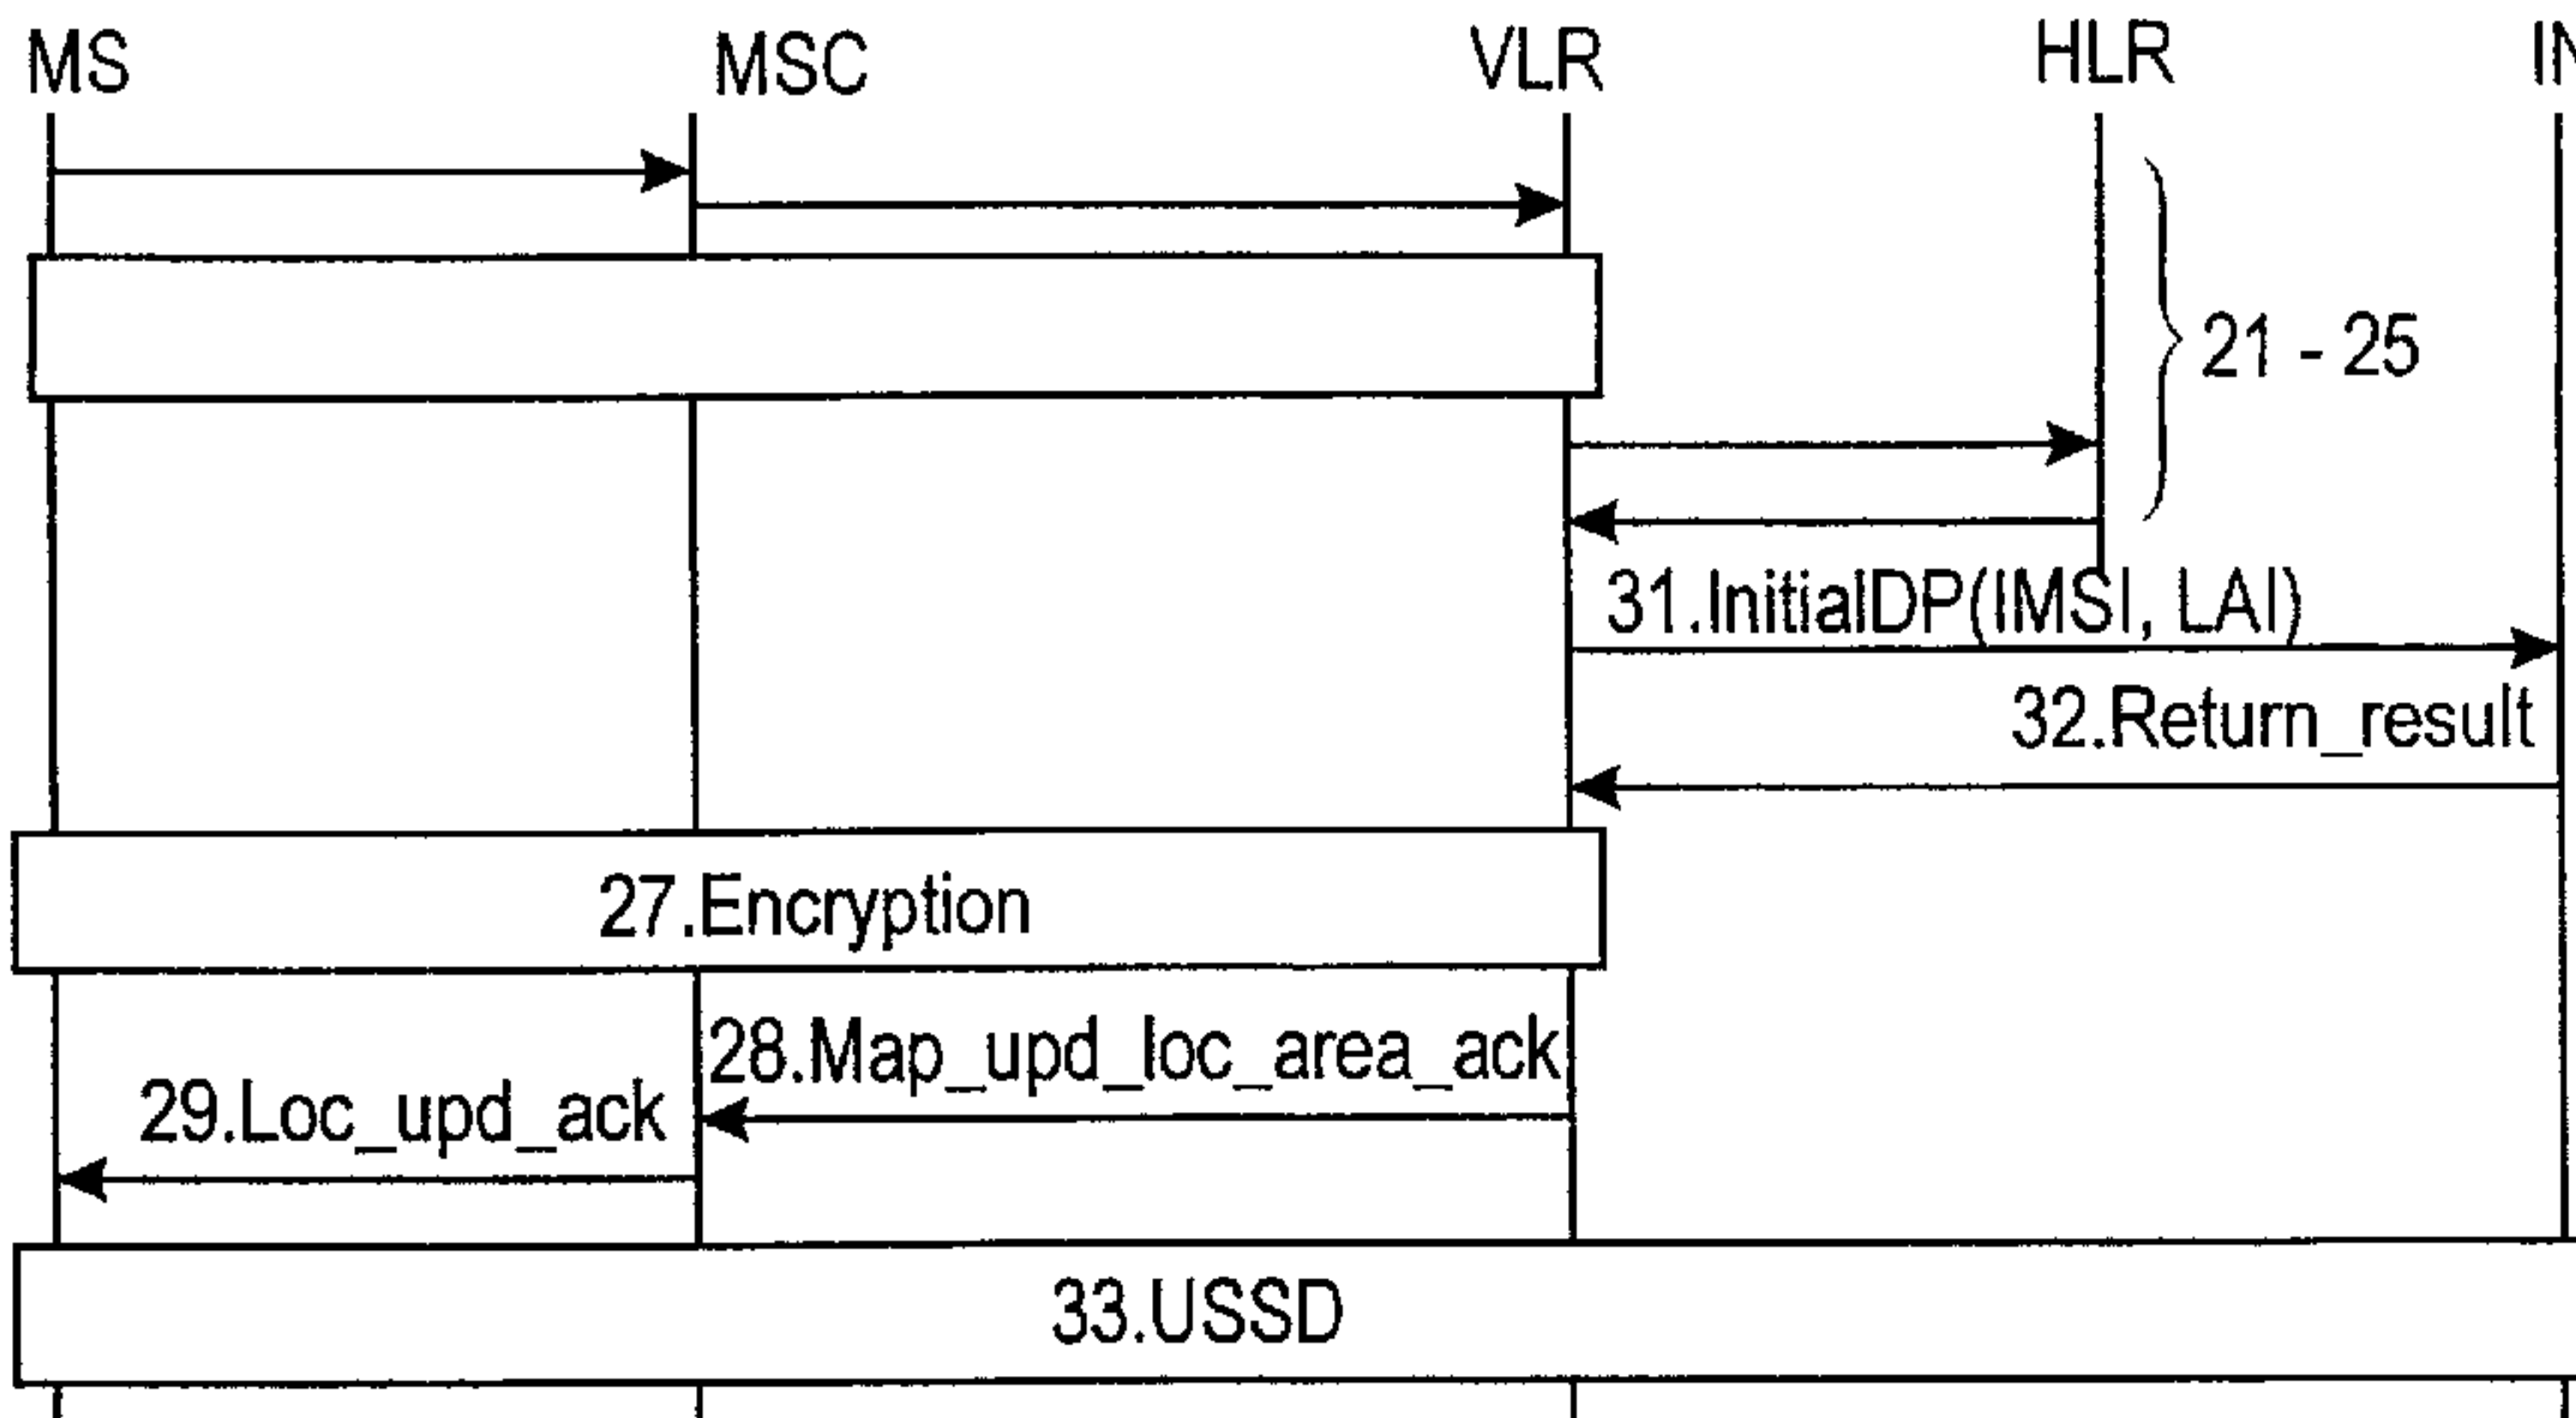 MS MSC VLR HLR IN
21 - 25
31.InitialDP(IMSI, LAI)
32.Return_result
27.Encryption
28.Map_upd_loc_area_ack
29.Loc_upd_ack
33.USSD